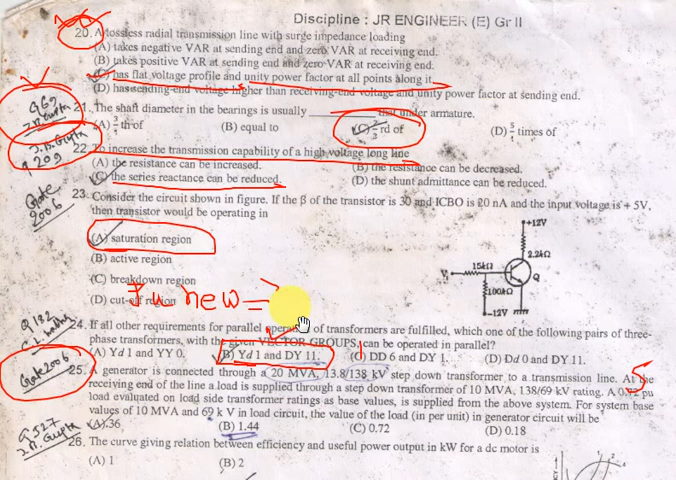 Discipline : JR ENGINEER (E) Gr II
20. A lossless radial transmission line with surge impedance loading
(A) takes negative VAR at sending end and zero VAR at receiving end.
(B) takes positive VAR at sending end and zero VAR at receiving end.
(C) has flat voltage profile and unity power factor at all points along it.
(D) has sending-end voltage higher than receiving-end voltage and unity power factor at sending end.
21. The shaft diameter in the bearings is usually ________ that under armature.
(A) 3/4 th of (B) equal to (C) 2/3 rd of (D) times of
22. To increase the transmission capability of a high voltage long line
(A) the resistance can be increased. (B) the resistance can be decreased.
(C) the series reactance can be reduced. (D) the shunt admittance can be reduced.
Gate 2006
23. Consider the circuit shown in figure. If the β of the transistor is 30 and ICBO is 20 nA and the input voltage is + 5V,
then transistor would be operating in
(A) saturation region
(B) active region
(C) breakdown region
(D) cut-off region
+12V
2.2kΩ
15kΩ
Vi
Q
100kΩ
-12V
new =
24. If all other requirements for parallel operation of transformers are fulfilled, which one of the following pairs of three-
phase transformers, with the given VECTOR GROUPS, can be operated in parallel?
(A) Yd 1 and YY 0. (B) Yd 1 and DY 11. (C) DD 6 and DY 1. (D) Dd 0 and DY 11.
Gate 2006
25. A generator is connected through a 20 MVA, 13.8/138 kV step down transformer to a transmission line. At the
5
receiving end of the line a load is supplied through a step down transformer of 10 MVA, 138/69 kV rating. A 0.72 pu
load evaluated on load side transformer ratings as base values, is supplied from the above system. For system base
values of 10 MVA and 69 k V in load circuit, the value of the load (in per unit) in generator circuit will be
(A) .36 (B) 1.44 (C) 0.72 (D) 0.18
26. The curve giving relation between efficiency and useful power output in kW for a dc motor is
(A) 1 (B) 2